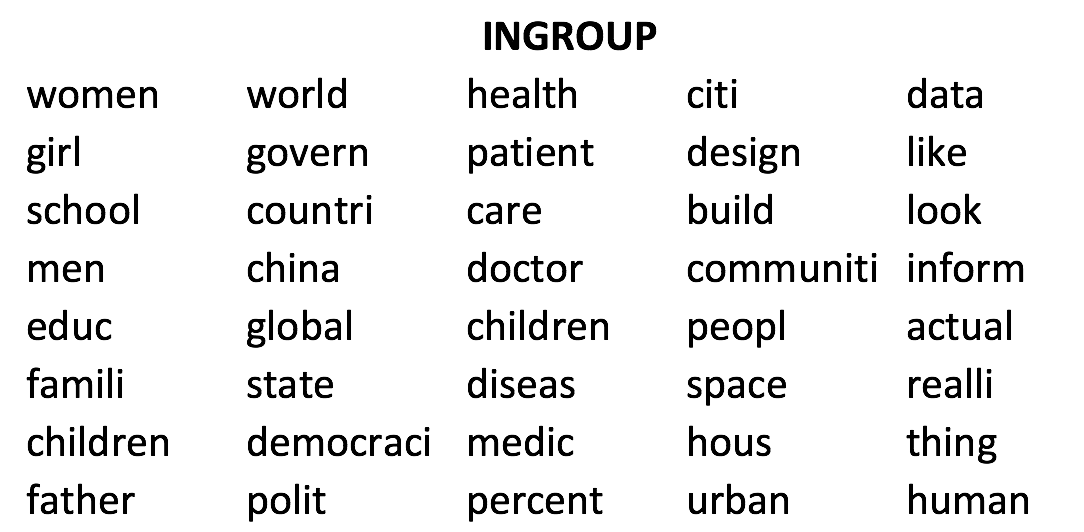 INGROUP
women world health citi data
girl govern patient design like
school countri care build look
men china doctor communiti inform
educ global children peopl actual
famili state diseas space realli
children democraci medic hous thing
father polit percent urban human